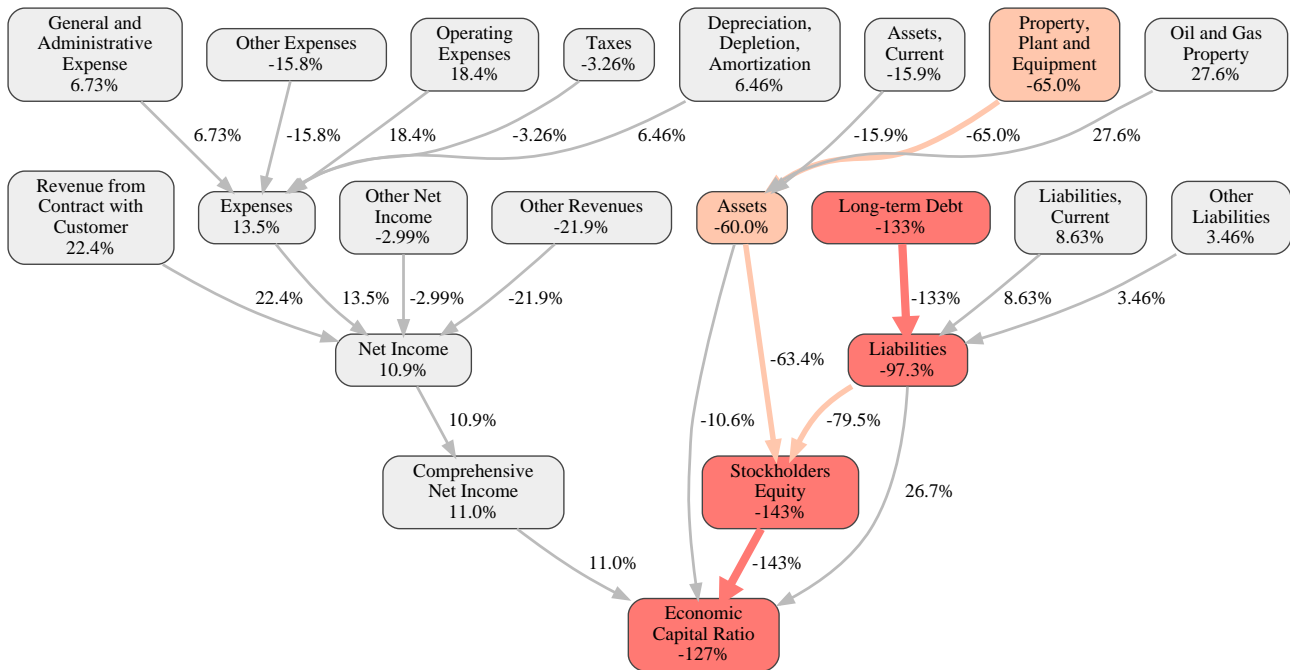 General and
Administrative
Expense
6.73%
Other Expenses
-15.8%
Operating
Expenses
18.4%
Taxes
-3.26%
Depreciation,
Depletion,
Amortization
6.46%
Assets,
Current
-15.9%
Property,
Plant and
Equipment
-65.0%
Oil and Gas
Property
27.6%
6.73%
-15.8%
18.4%
-3.26%
6.46%
-15.9%
-65.0%
27.6%
Revenue from
Contract with
Customer
22.4%
Expenses
13.5%
Other Net
Income
-2.99%
Other Revenues
-21.9%
Assets
-60.0%
Long-term Debt
-133%
Liabilities,
Current
8.63%
Other
Liabilities
3.46%
22.4%
13.5%
-2.99%
-21.9%
-133%
8.63%
3.46%
Net Income
10.9%
-63.4%
Liabilities
-97.3%
10.9%
-10.6%
-79.5%
Comprehensive
Net Income
11.0%
Stockholders
Equity
-143%
26.7%
11.0%
-143%
Economic
Capital Ratio
-127%